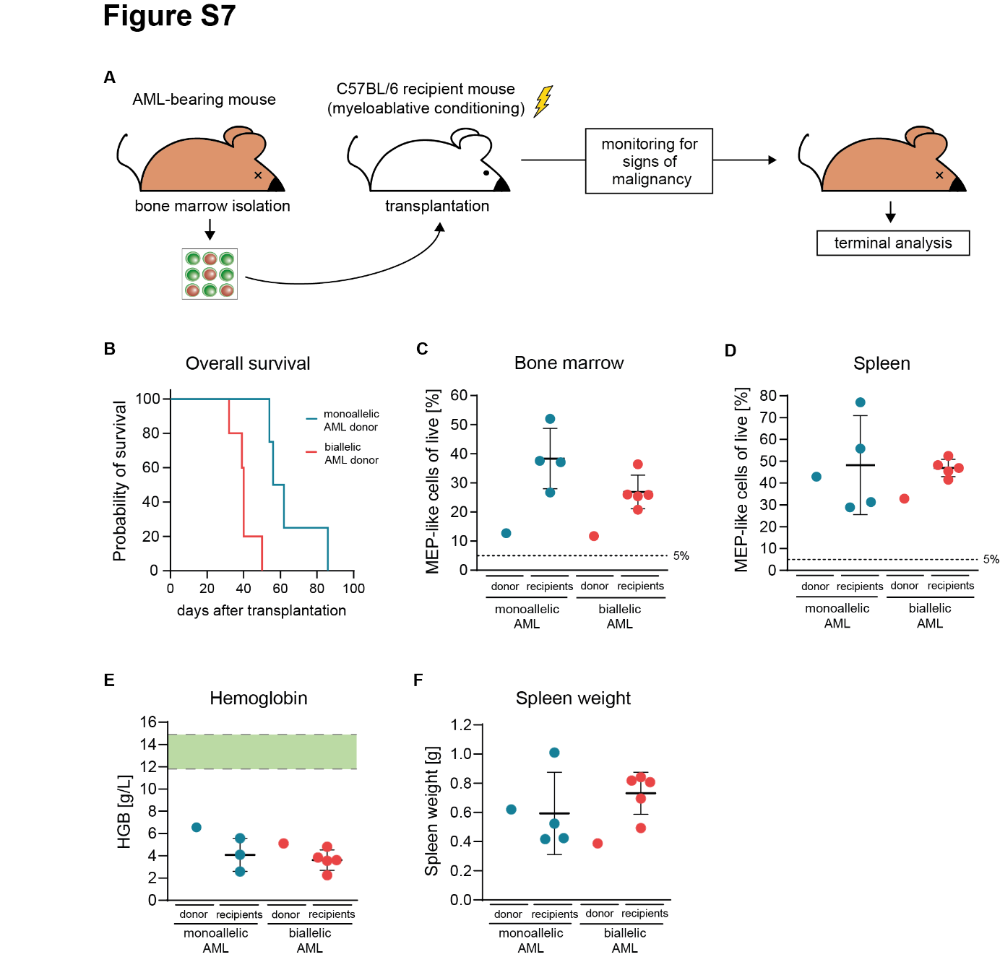 Figure S7
A
AML-bearing mouse
C57BL/6 recipient mouse
(myeloablative conditioning)
monitoring for
signs of
malignancy
bone marrow isolation
transplantation
terminal analysis
B
Overall survival
Probability of survival
100
80
60
40
20
0
0 20 40 60 80 100
days after transplantation
monoallelic
AML donor
biallelic
AML donor
C
Bone marrow
MEP-like cells of live [%]
60
50
40
30
20
10
0
5%
donor recipients donor recipients
monoallelic biallelic
AML AML
D
Spleen
MEP-like cells of live [%]
80
70
60
50
40
30
20
10
0
5%
donor recipients donor recipients
monoallelic biallelic
AML AML
E
Hemoglobin
HGB [g/L]
16
14
12
10
8
6
4
2
0
donor recipients donor recipients
monoallelic biallelic
AML AML
F
Spleen weight
Spleen weight [g]
1.2
1.0
0.8
0.6
0.4
0.2
0.0
donor recipients donor recipients
monoallelic biallelic
AML AML